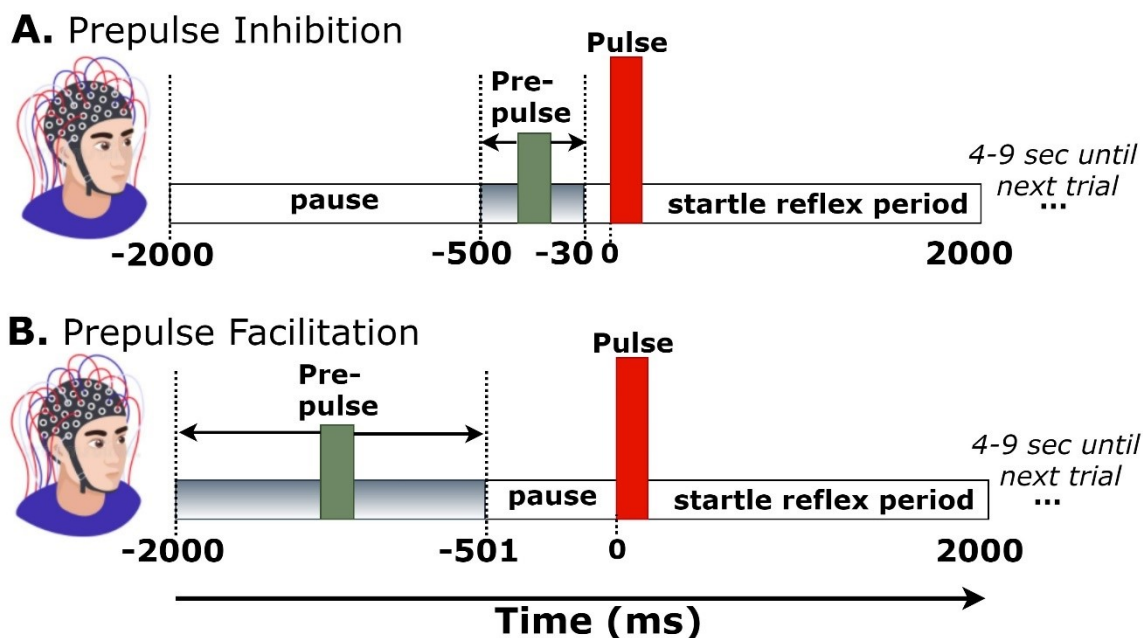 A. Prepulse Inhibition
Pulse
Pre-
pulse
4-9 sec until
next trial
...
pause
startle reflex period
-2000
-500
-30
0
2000
B. Prepulse Facilitation
Pulse
Pre-
pulse
4-9 sec until
next trial
...
pause
startle reflex period
-2000
-501
0
2000
Time (ms)